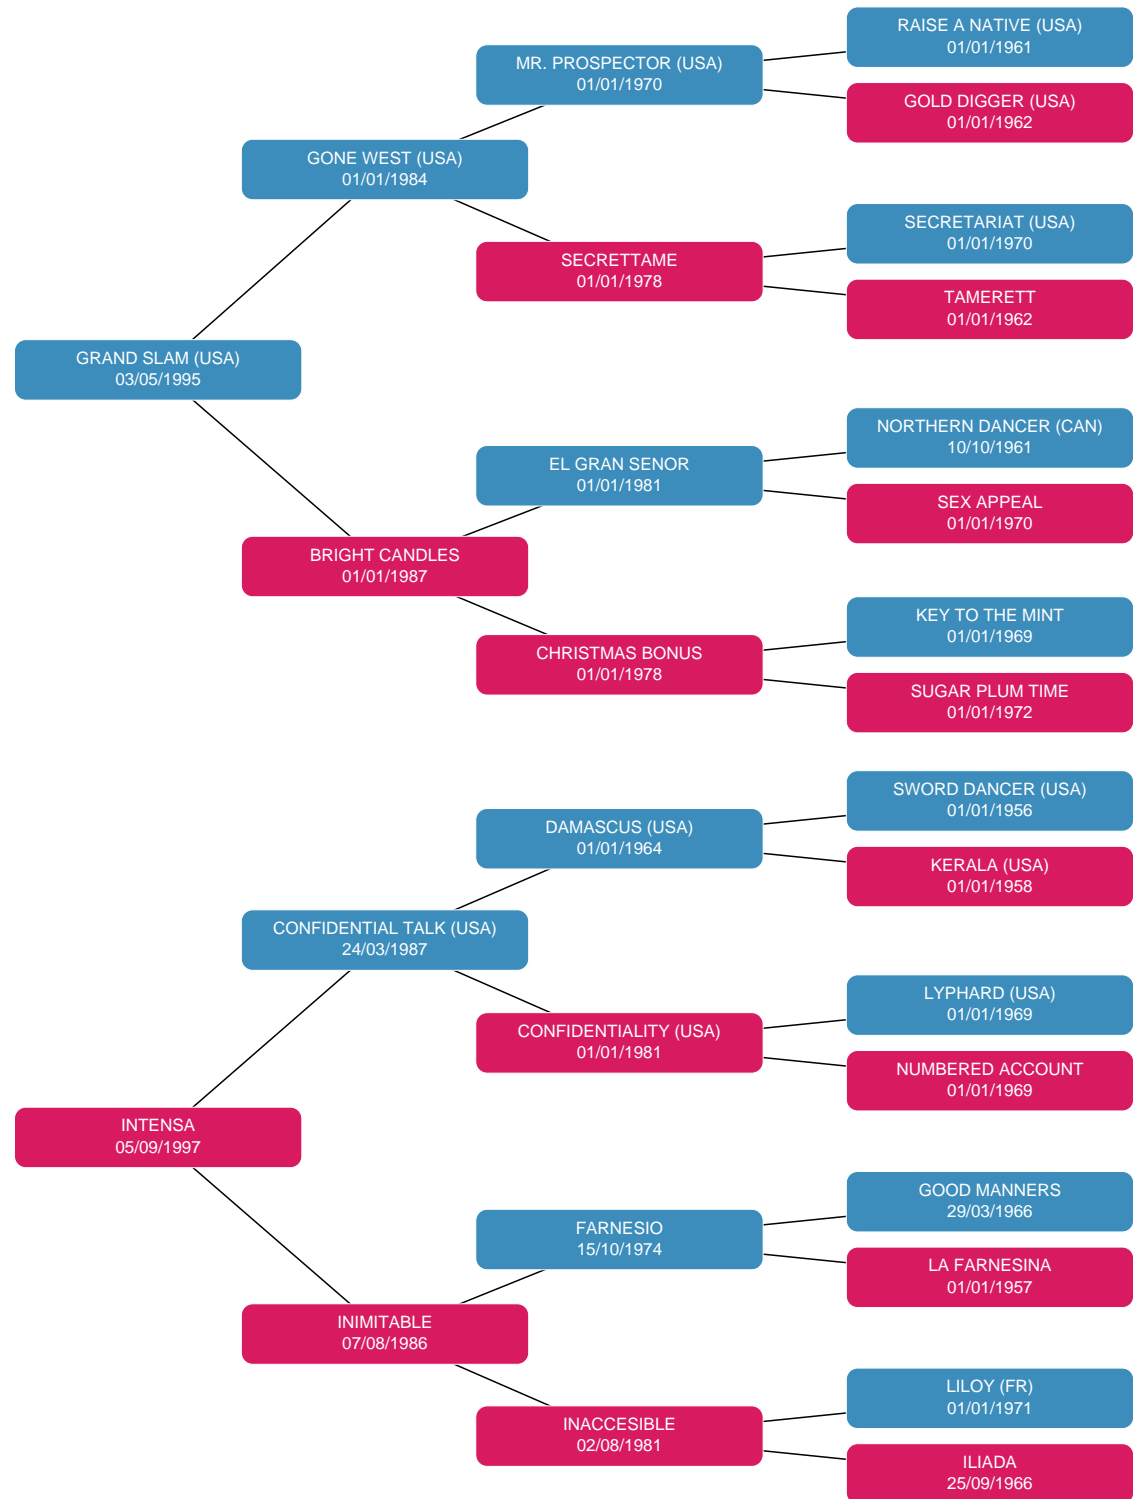 RAISE A NATIVE (USA)
01/01/1961
MR. PROSPECTOR (USA)
01/01/1970
GOLD DIGGER (USA)
01/01/1962
GONE WEST (USA)
01/01/1984
SECRETARIAT (USA)
01/01/1970
SECRETTAME
01/01/1978
TAMERETT
01/01/1962
GRAND SLAM (USA)
03/05/1995
NORTHERN DANCER (CAN)
10/10/1961
EL GRAN SENOR
01/01/1981
SEX APPEAL
01/01/1970
BRIGHT CANDLES
01/01/1987
KEY TO THE MINT
01/01/1969
CHRISTMAS BONUS
01/01/1978
SUGAR PLUM TIME
01/01/1972
SWORD DANCER (USA)
01/01/1956
DAMASCUS (USA)
01/01/1964
KERALA (USA)
01/01/1958
CONFIDENTIAL TALK (USA)
24/03/1987
LYPHARD (USA)
01/01/1969
CONFIDENTIALITY (USA)
01/01/1981
NUMBERED ACCOUNT
01/01/1969
INTENSA
05/09/1997
GOOD MANNERS
29/03/1966
FARNESIO
15/10/1974
LA FARNESINA
01/01/1957
INIMITABLE
07/08/1986
LILOY (FR)
01/01/1971
INACCESIBLE
02/08/1981
ILIADA
25/09/1966